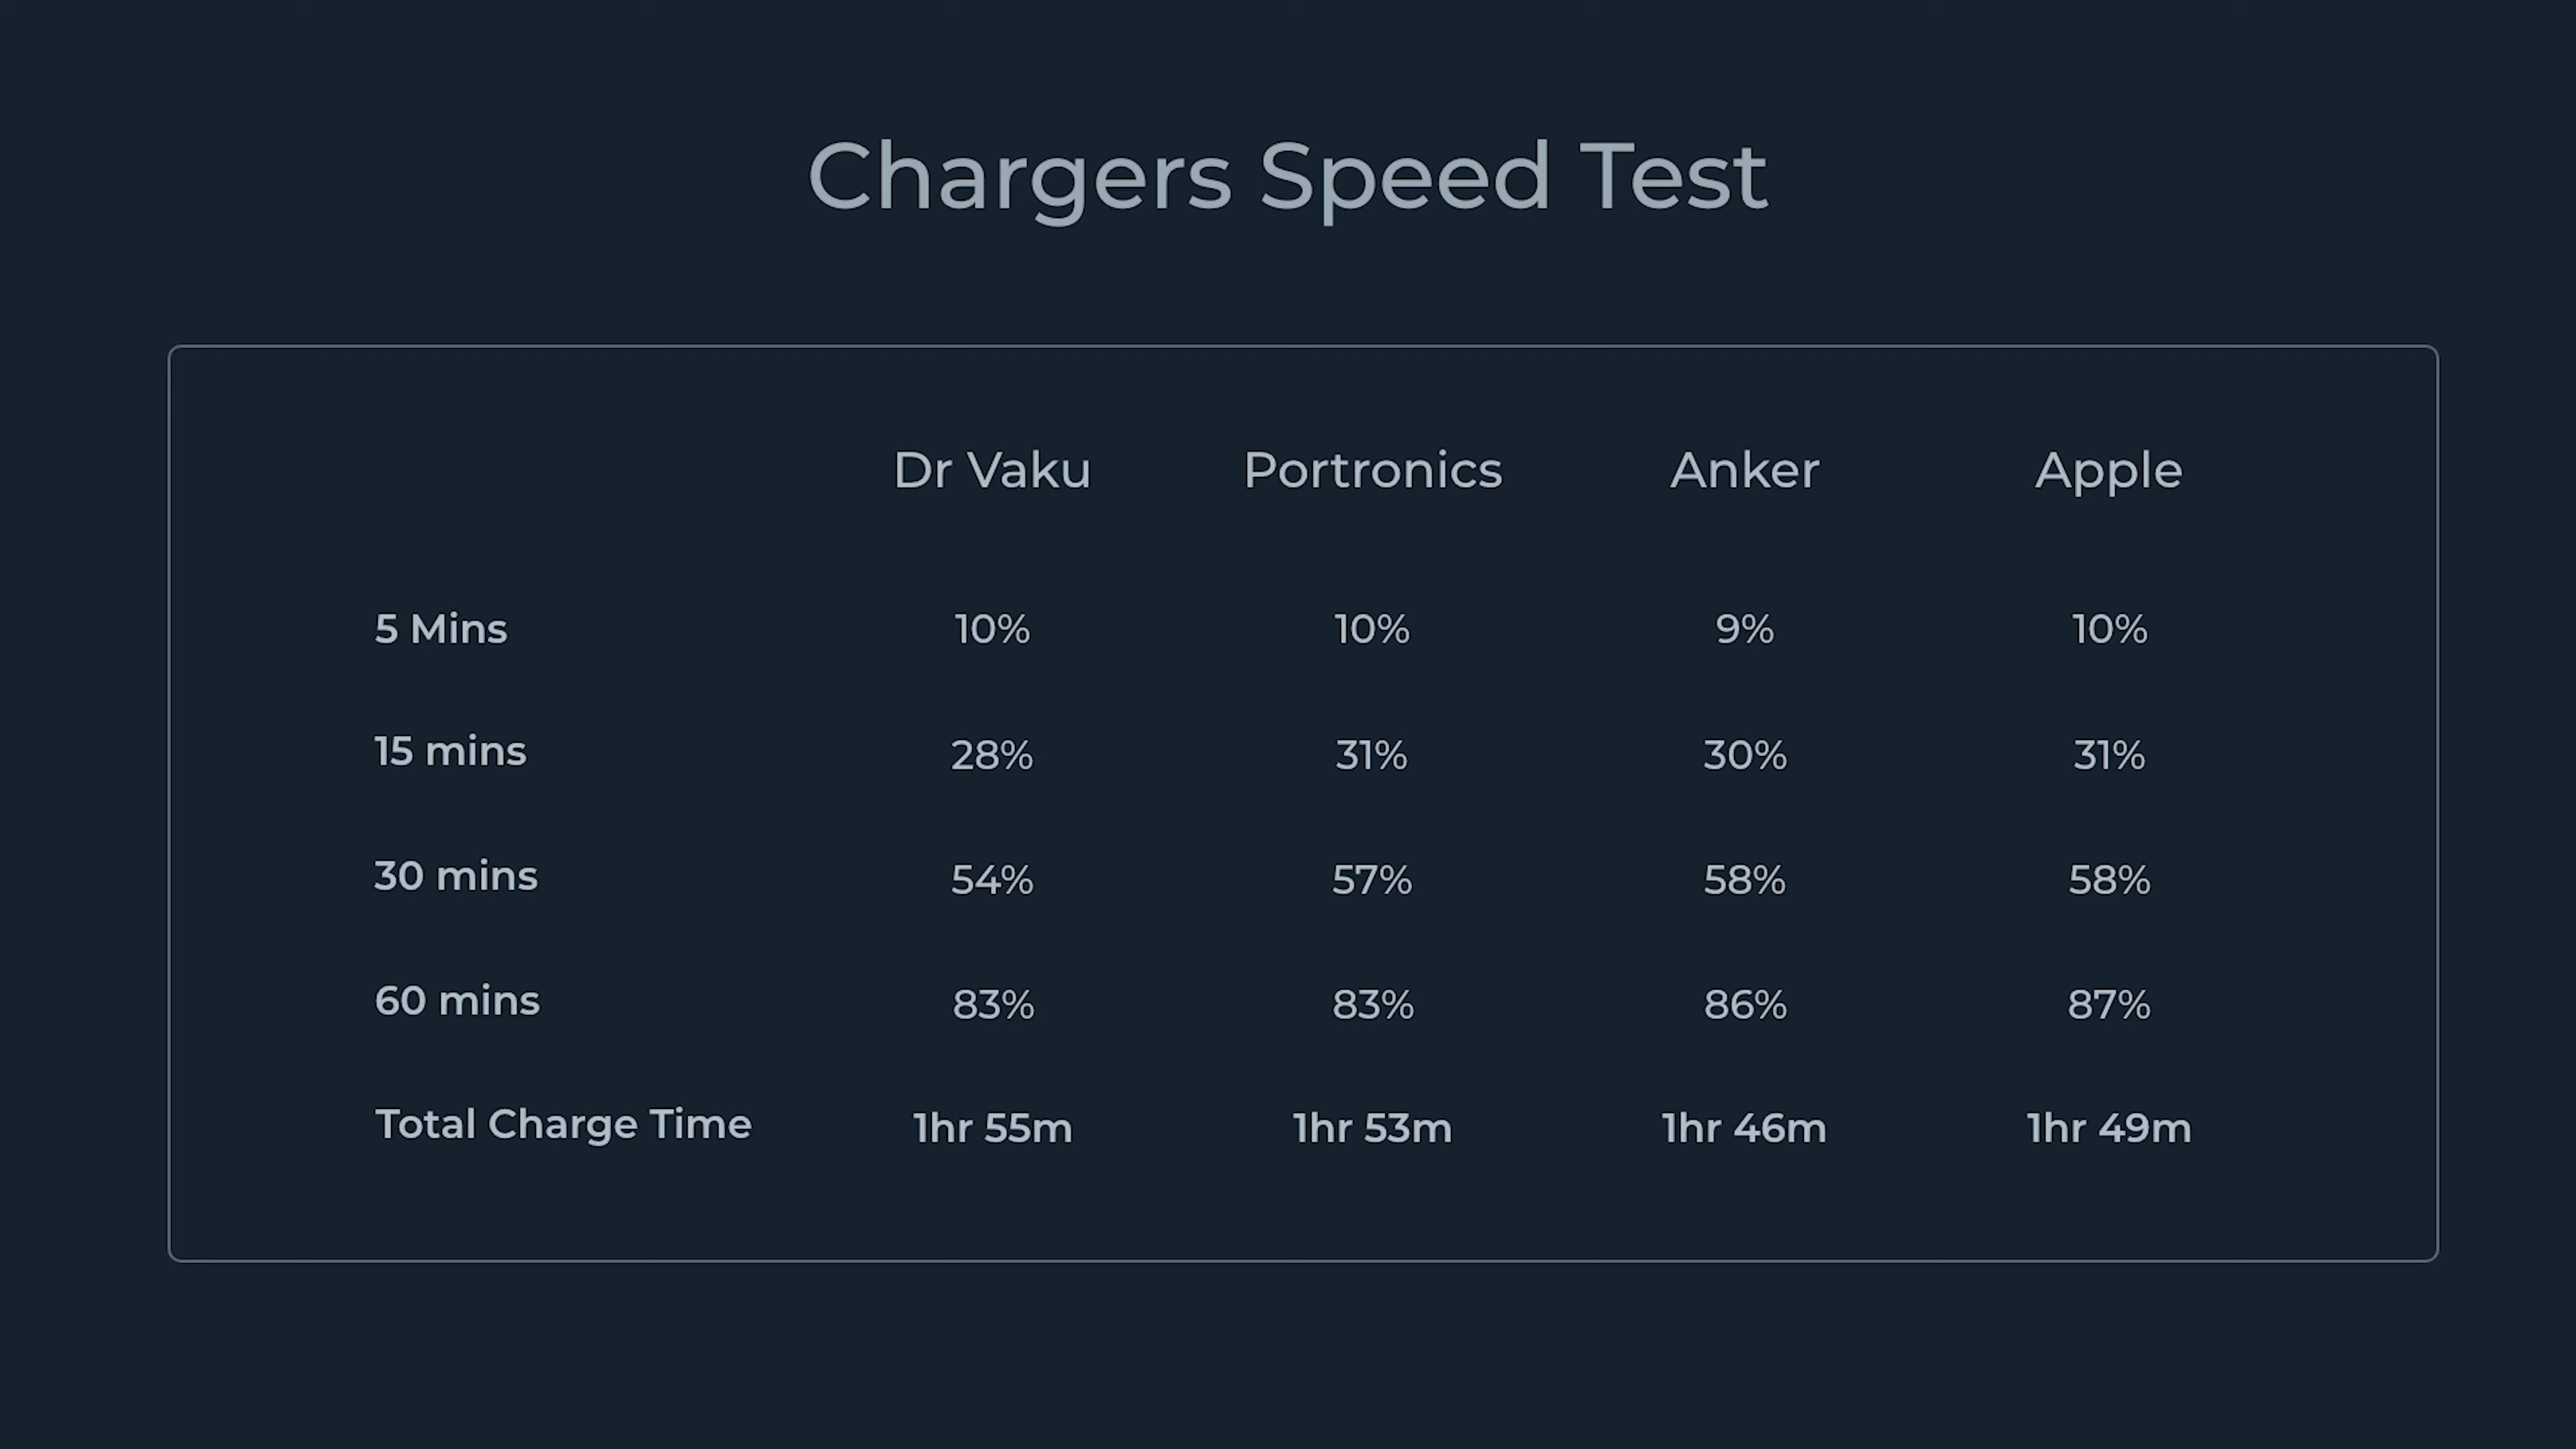 Chargers Speed Test
Dr Vaku Portronics Anker Apple
5 Mins 10% 10% 9% 10%
15 mins 28% 31% 30% 31%
30 mins 54% 57% 58% 58%
60 mins 83% 83% 86% 87%
Total Charge Time 1hr 55m 1hr 53m 1hr 46m 1hr 49m